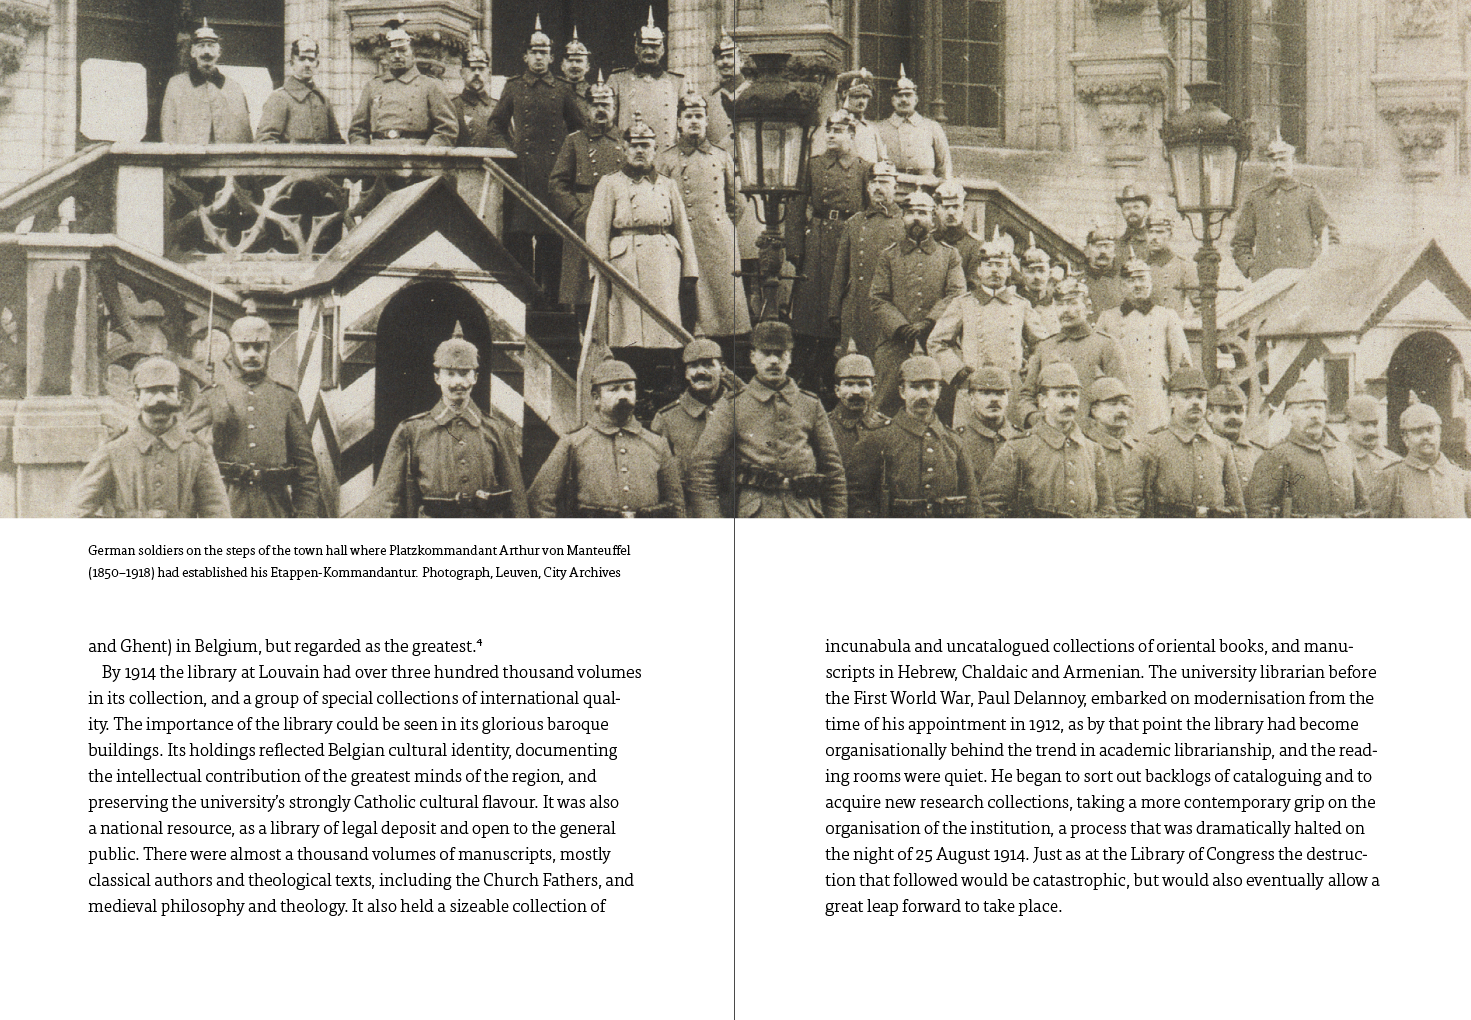 German soldiers on the steps of the town hall where Platzkommandant Arthur von Manteuffel
(1850–1918) had established his Etappen-Kommandantur. Photograph, Leuven, City Archives
and Ghent) in Belgium, but regarded as the greatest.⁴
By 1914 the library at Louvain had over three hundred thousand volumes
in its collection, and a group of special collections of international qual-
ity. The importance of the library could be seen in its glorious baroque
buildings. Its holdings reflected Belgian cultural identity, documenting
the intellectual contribution of the greatest minds of the region, and
preserving the university's strongly Catholic cultural flavour. It was also
a national resource, as a library of legal deposit and open to the general
public. There were almost a thousand volumes of manuscripts, mostly
classical authors and theological texts, including the Church Fathers, and
medieval philosophy and theology. It also held a sizeable collection of
incunabula and uncatalogued collections of oriental books, and manu-
scripts in Hebrew, Chaldaic and Armenian. The university librarian before
the First World War, Paul Delannoy, embarked on modernisation from the
time of his appointment in 1912, as by that point the library had become
organisationally behind the trend in academic librarianship, and the read-
ing rooms were quiet. He began to sort out backlogs of cataloguing and to
acquire new research collections, taking a more contemporary grip on the
organisation of the institution, a process that was dramatically halted on
the night of 25 August 1914. Just as at the Library of Congress the destruc-
tion that followed would be catastrophic, but would also eventually allow a
great leap forward to take place.